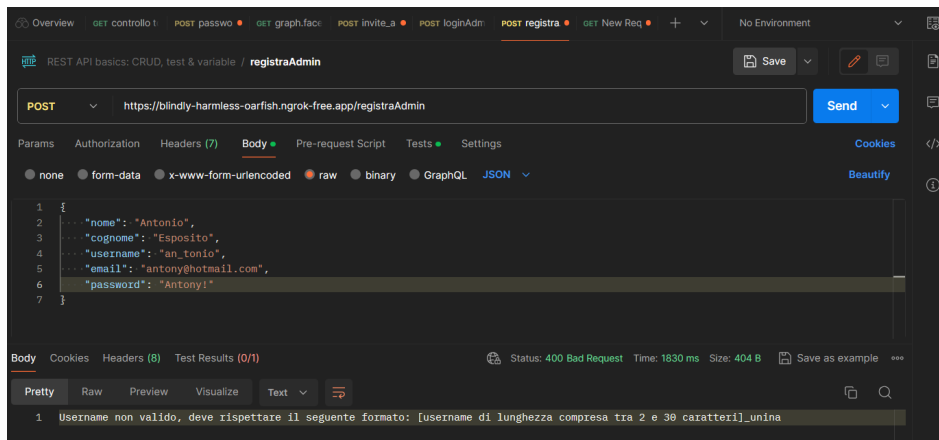 Overview GET controllo t POST passwo GET graph.face POST invite_a POST loginAdm POST registra. GET New Req No Environment
HTTP REST API basics: CRUD, test & variable / registraAdmin Save
POST https://blindly-harmless-oarfish.ngrok-free.app/registraAdmin Send
Params Authorization Headers (7) Body Pre-request Script Tests Settings Cookies
none form-data x-www-form-urlencoded raw binary GraphQL JSON Beautify
1 {
2 "nome": "Antonio",
3 "cognome": "Esposito",
4 "username": "an_tonio",
5 "email": "antony@hotmail.com",
6 "password": "Antony!"
7 }
Body Cookies Headers (8) Test Results (0/1) Status: 400 Bad Request Time: 1830 ms Size: 404 B Save as example
Pretty Raw Preview Visualize Text
1 Username non valido, deve rispettare il seguente formato: [username di lunghezza compresa tra 2 e 30 caratteri]_unina